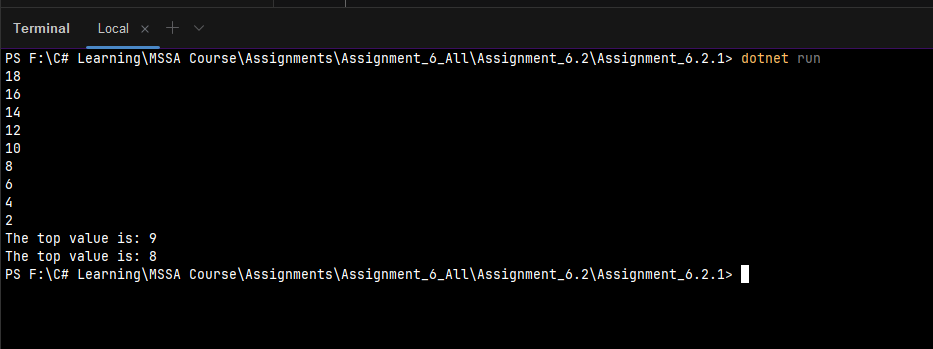 Terminal Local × + ⌄
PS F:\C# Learning\MSSA Course\Assignments\Assignment_6_All\Assignment_6.2\Assignment_6.2.1> dotnet run
18
16
14
12
10
8
6
4
2
The top value is: 9
The top value is: 8
PS F:\C# Learning\MSSA Course\Assignments\Assignment_6_All\Assignment_6.2\Assignment_6.2.1>